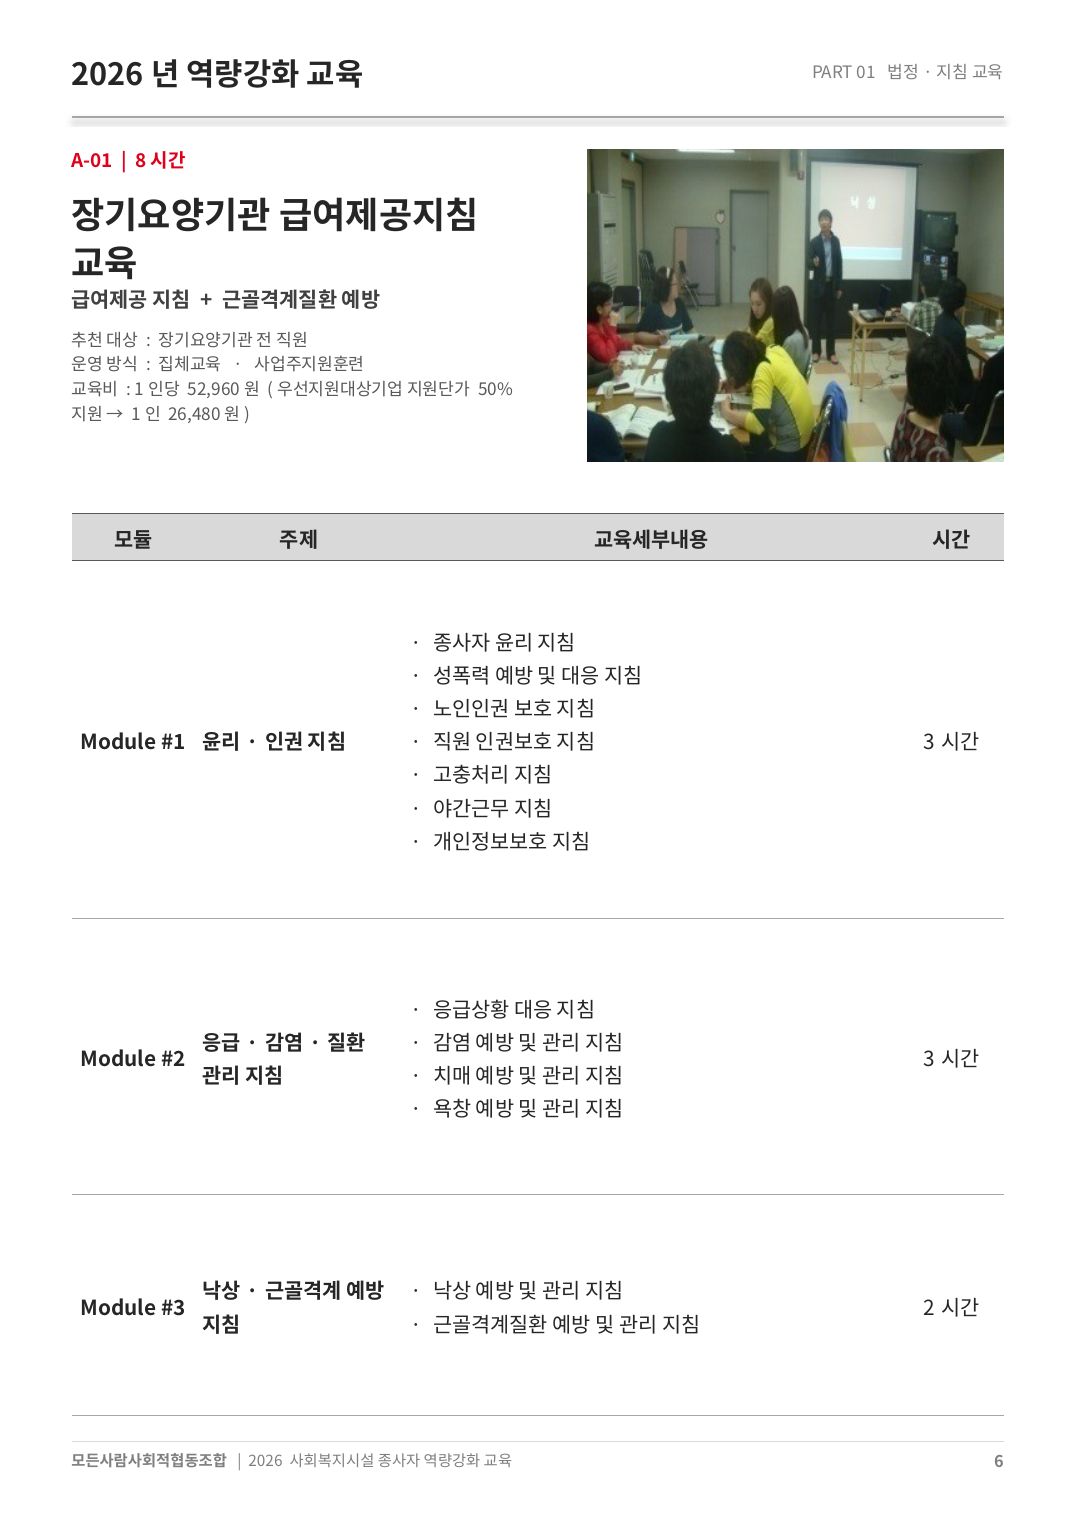 2026 년 역량강화 교육
PART 01 법정 · 지침 교육
A-01 | 8 시간
장기요양기관 급여제공지침
교육
급여제공 지침 + 근골격계질환 예방
추천 대상 : 장기요양기관 전 직원
운영 방식 : 집체교육 · 사업주지원훈련
교육비 : 1 인당 52,960 원 ( 우선지원대상기업 지원단가 50%
지원 → 1 인 26,480 원 )
낙 상
모듈 주제 교육세부내용 시간
Module #1 윤리 · 인권 지침
· 종사자 윤리 지침
· 성폭력 예방 및 대응 지침
· 노인인권 보호 지침
· 직원 인권보호 지침
· 고충처리 지침
· 야간근무 지침
· 개인정보보호 지침
3 시간
Module #2
응급 · 감염 · 질환
관리 지침
· 응급상황 대응 지침
· 감염 예방 및 관리 지침
· 치매 예방 및 관리 지침
· 욕창 예방 및 관리 지침
3 시간
Module #3
낙상 · 근골격계 예방
지침
· 낙상 예방 및 관리 지침
· 근골격계질환 예방 및 관리 지침
2 시간
모든사람사회적협동조합 | 2026 사회복지시설 종사자 역량강화 교육
6